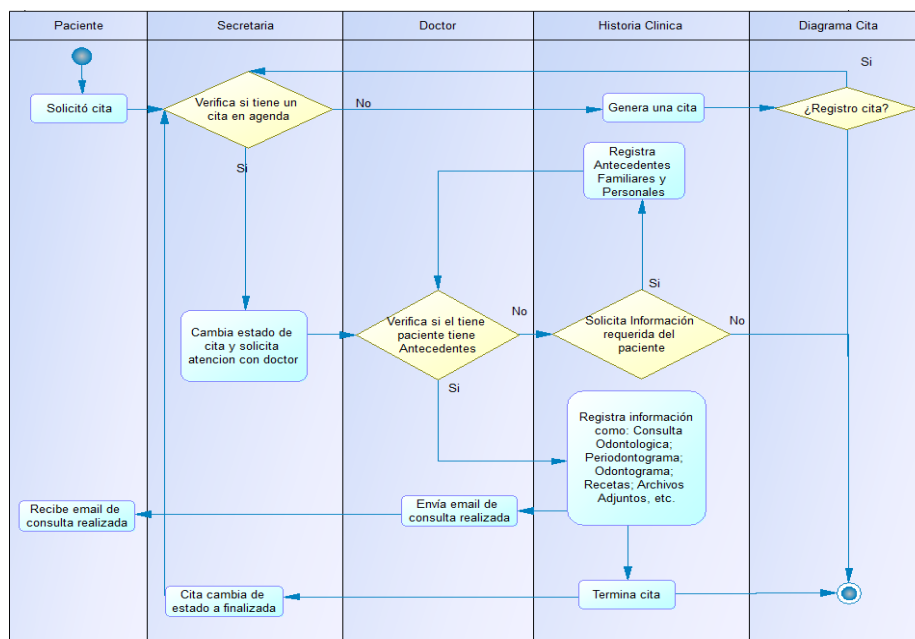 Paciente
Secretaria
Doctor
Historia Clinica
Diagrama Cita
Si
Solicitó cita
Verifica si tiene un
cita en agenda
No
Genera una cita
¿Registro cita?
Si
Registra
Antecedentes
Familiares y
Personales
Si
Cambia estado de
cita y solicita
atencion con doctor
Verifica si el tiene
paciente tiene
Antecedentes
No
Solicita Información
requerida del
paciente
No
Si
Registra información
como: Consulta
Odontologica;
Periodontograma;
Odontograma;
Recetas; Archivos
Adjuntos, etc.
Recibe email de
consulta realizada
Envía email de
consulta realizada
Cita cambia de
estado a finalizada
Termina cita